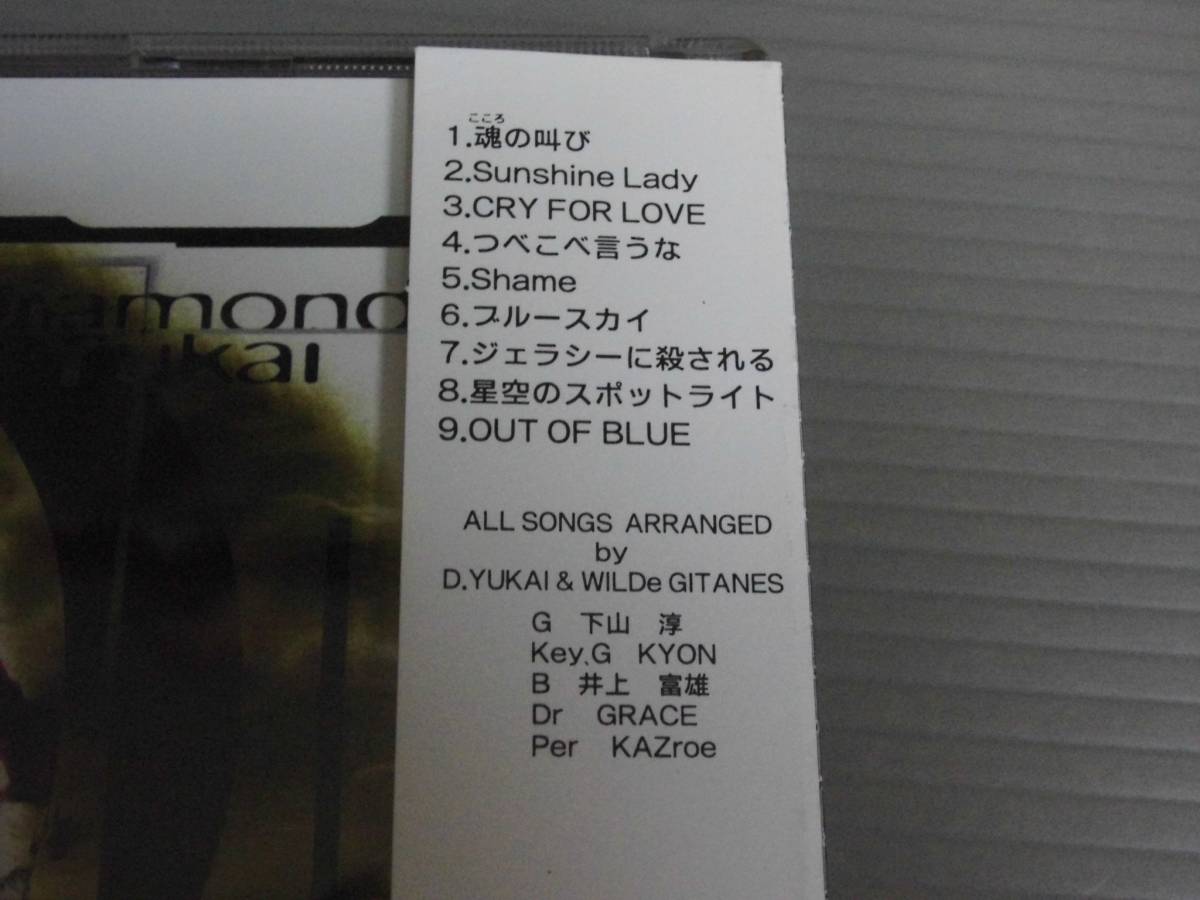 Diamond
Yukai
こころ
1.魂の叫び
2.Sunshine Lady
3.CRY FOR LOVE
4.つべこべ言うな
5.Shame
6.ブルースカイ
7.ジェラシーに殺される
8.星空のスポットライト
9.OUT OF BLUE
ALL SONGS ARRANGED
by
D.YUKAI & WILDe GITANES
G 下山 淳
Key,G KYON
B 井上 富雄
Dr GRACE
Per KAZroe